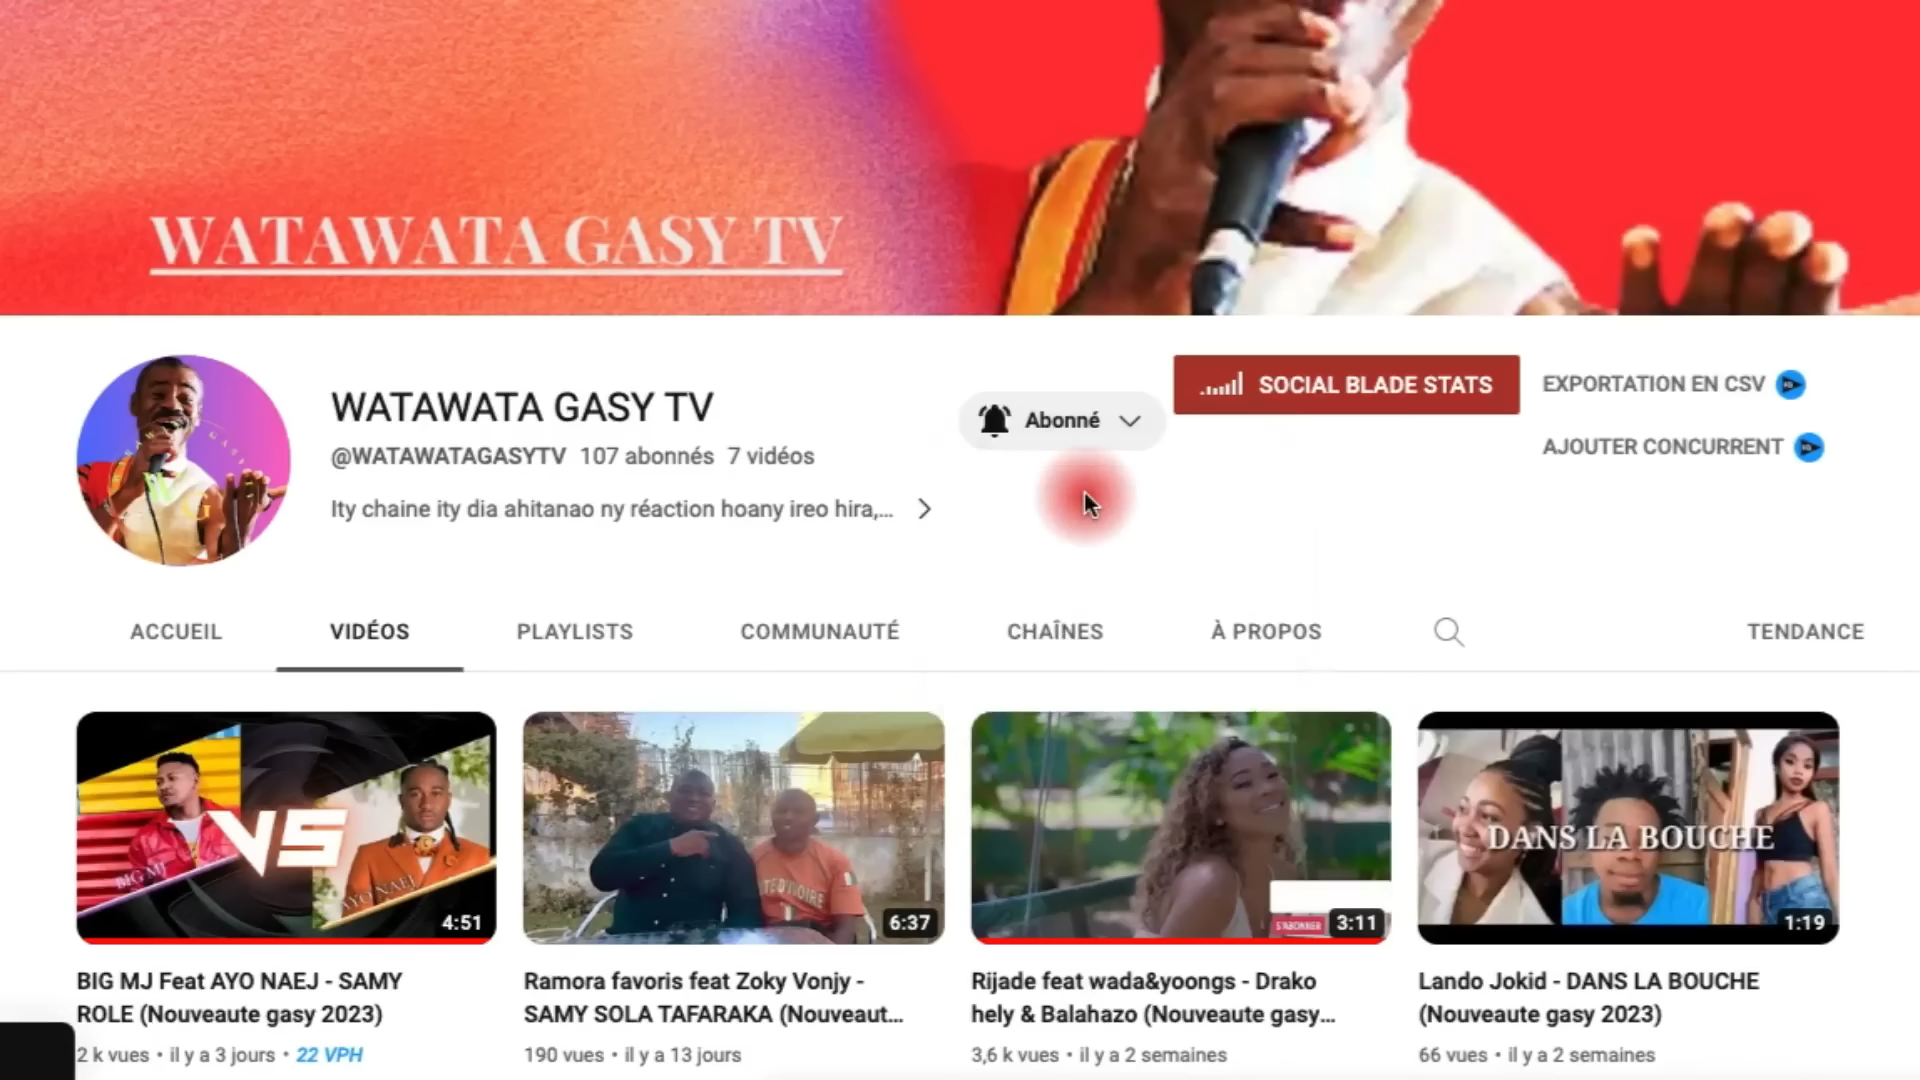 WATAWATA GASY TV
WATAWATA GASY TV
@WATAWATAGASYTV 107 abonnés 7 vidéos
Ity chaine ity dia ahitanao ny réaction hoany ireo hira,...
Abonné
SOCIAL BLADE STATS
EXPORTATION EN CSV
AJOUTER CONCURRENT
ACCUEIL
VIDÉOS
PLAYLISTS
COMMUNAUTÉ
CHAÎNES
À PROPOS
TENDANCE
VS
BIG MJ
AYO NAEJ
4:51
6:37
S'ABONNER
3:11
DANS LA BOUCHE
1:19
BIG MJ Feat AYO NAEJ - SAMY
ROLE (Nouveaute gasy 2023)
2 k vues • il y a 3 jours • 22 VPH
Ramora favoris feat Zoky Vonjy -
SAMY SOLA TAFARAKA (Nouveaut...
190 vues • il y a 13 jours
Rijade feat wada&yoongs - Drako
hely & Balahazo (Nouveaute gasy...
3,6 k vues • il y a 2 semaines
Lando Jokid - DANS LA BOUCHE
(Nouveaute gasy 2023)
66 vues • il y a 2 semaines